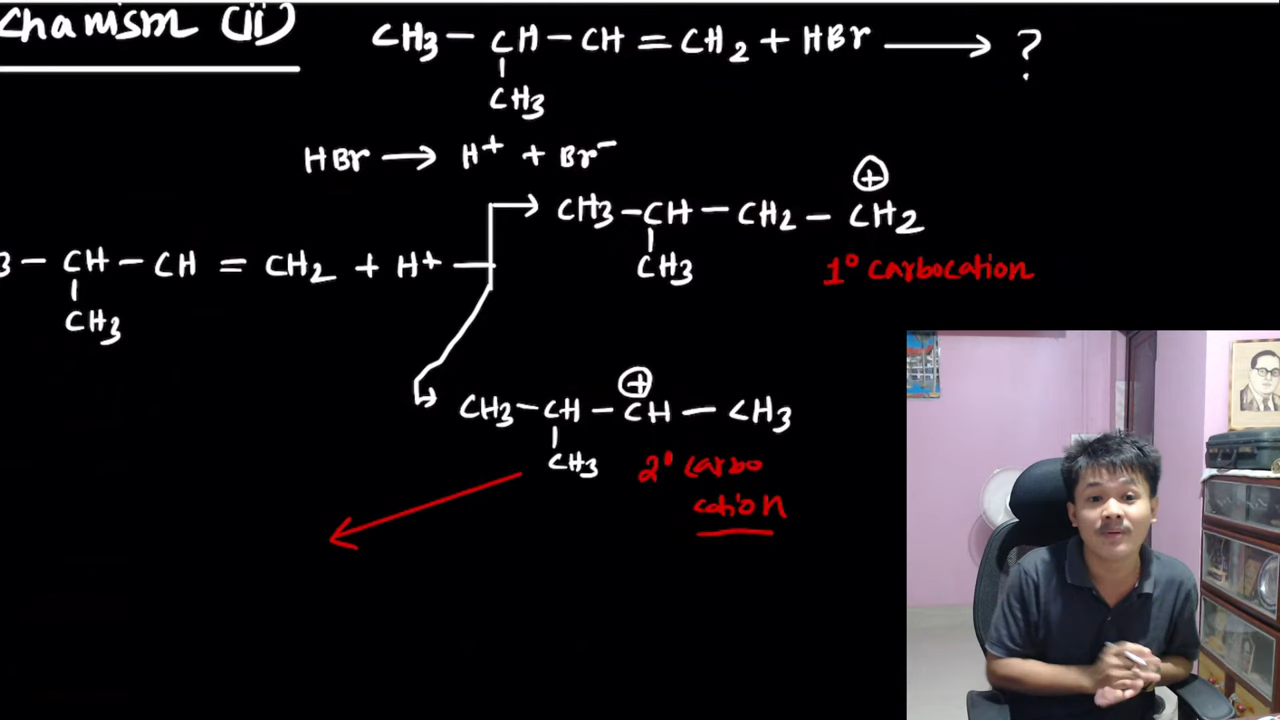 chanism (ii)
CH3 — CH — CH = CH2 + HBr ⟶ ?
|
CH3
HBr ⟶ H+ + Br−
⊕
CH3 — CH — CH2 — CH2
|
CH3
1° carbocation
3 — CH — CH = CH2 + H+
|
CH3
⊕
CH3 — CH — CH — CH3
|
CH3
2° carbo
cation